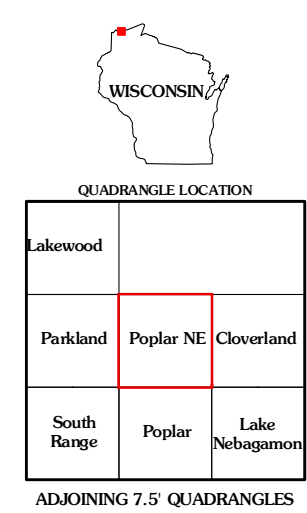 WISCONSIN
QUADRANGLE LOCATION
Lakewood
Parkland Poplar NE Cloverland
South
Range
Poplar
Lake
Nebagamon
ADJOINING 7.5' QUADRANGLES